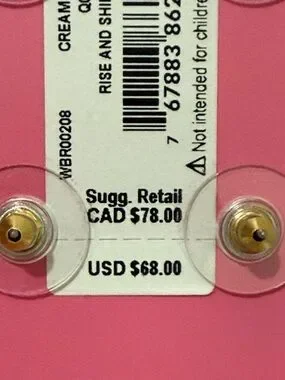 WBR00208 CREAM
RISE AND SHI
7 67883 862
Not intended for childre
Sugg. Retail
CAD $78.00
USD $68.00